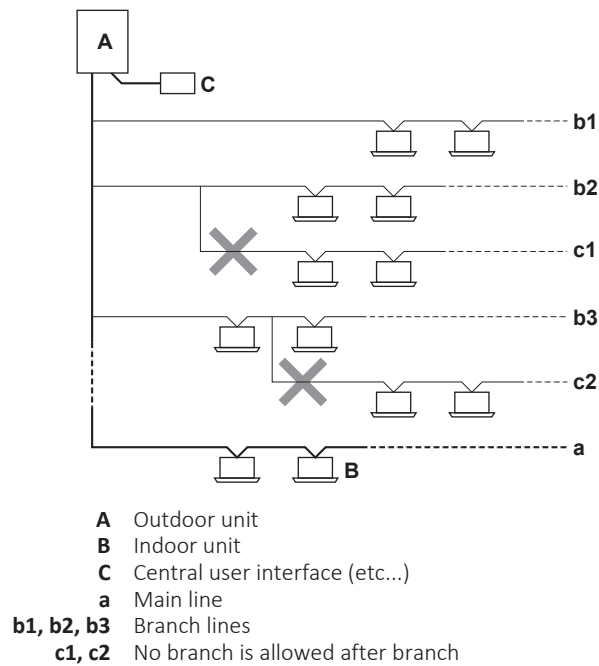 A
C
b1
b2
c1
b3
c2
a
B
A Outdoor unit
B Indoor unit
C Central user interface (etc...)
a Main line
b1, b2, b3 Branch lines
c1, c2 No branch is allowed after branch